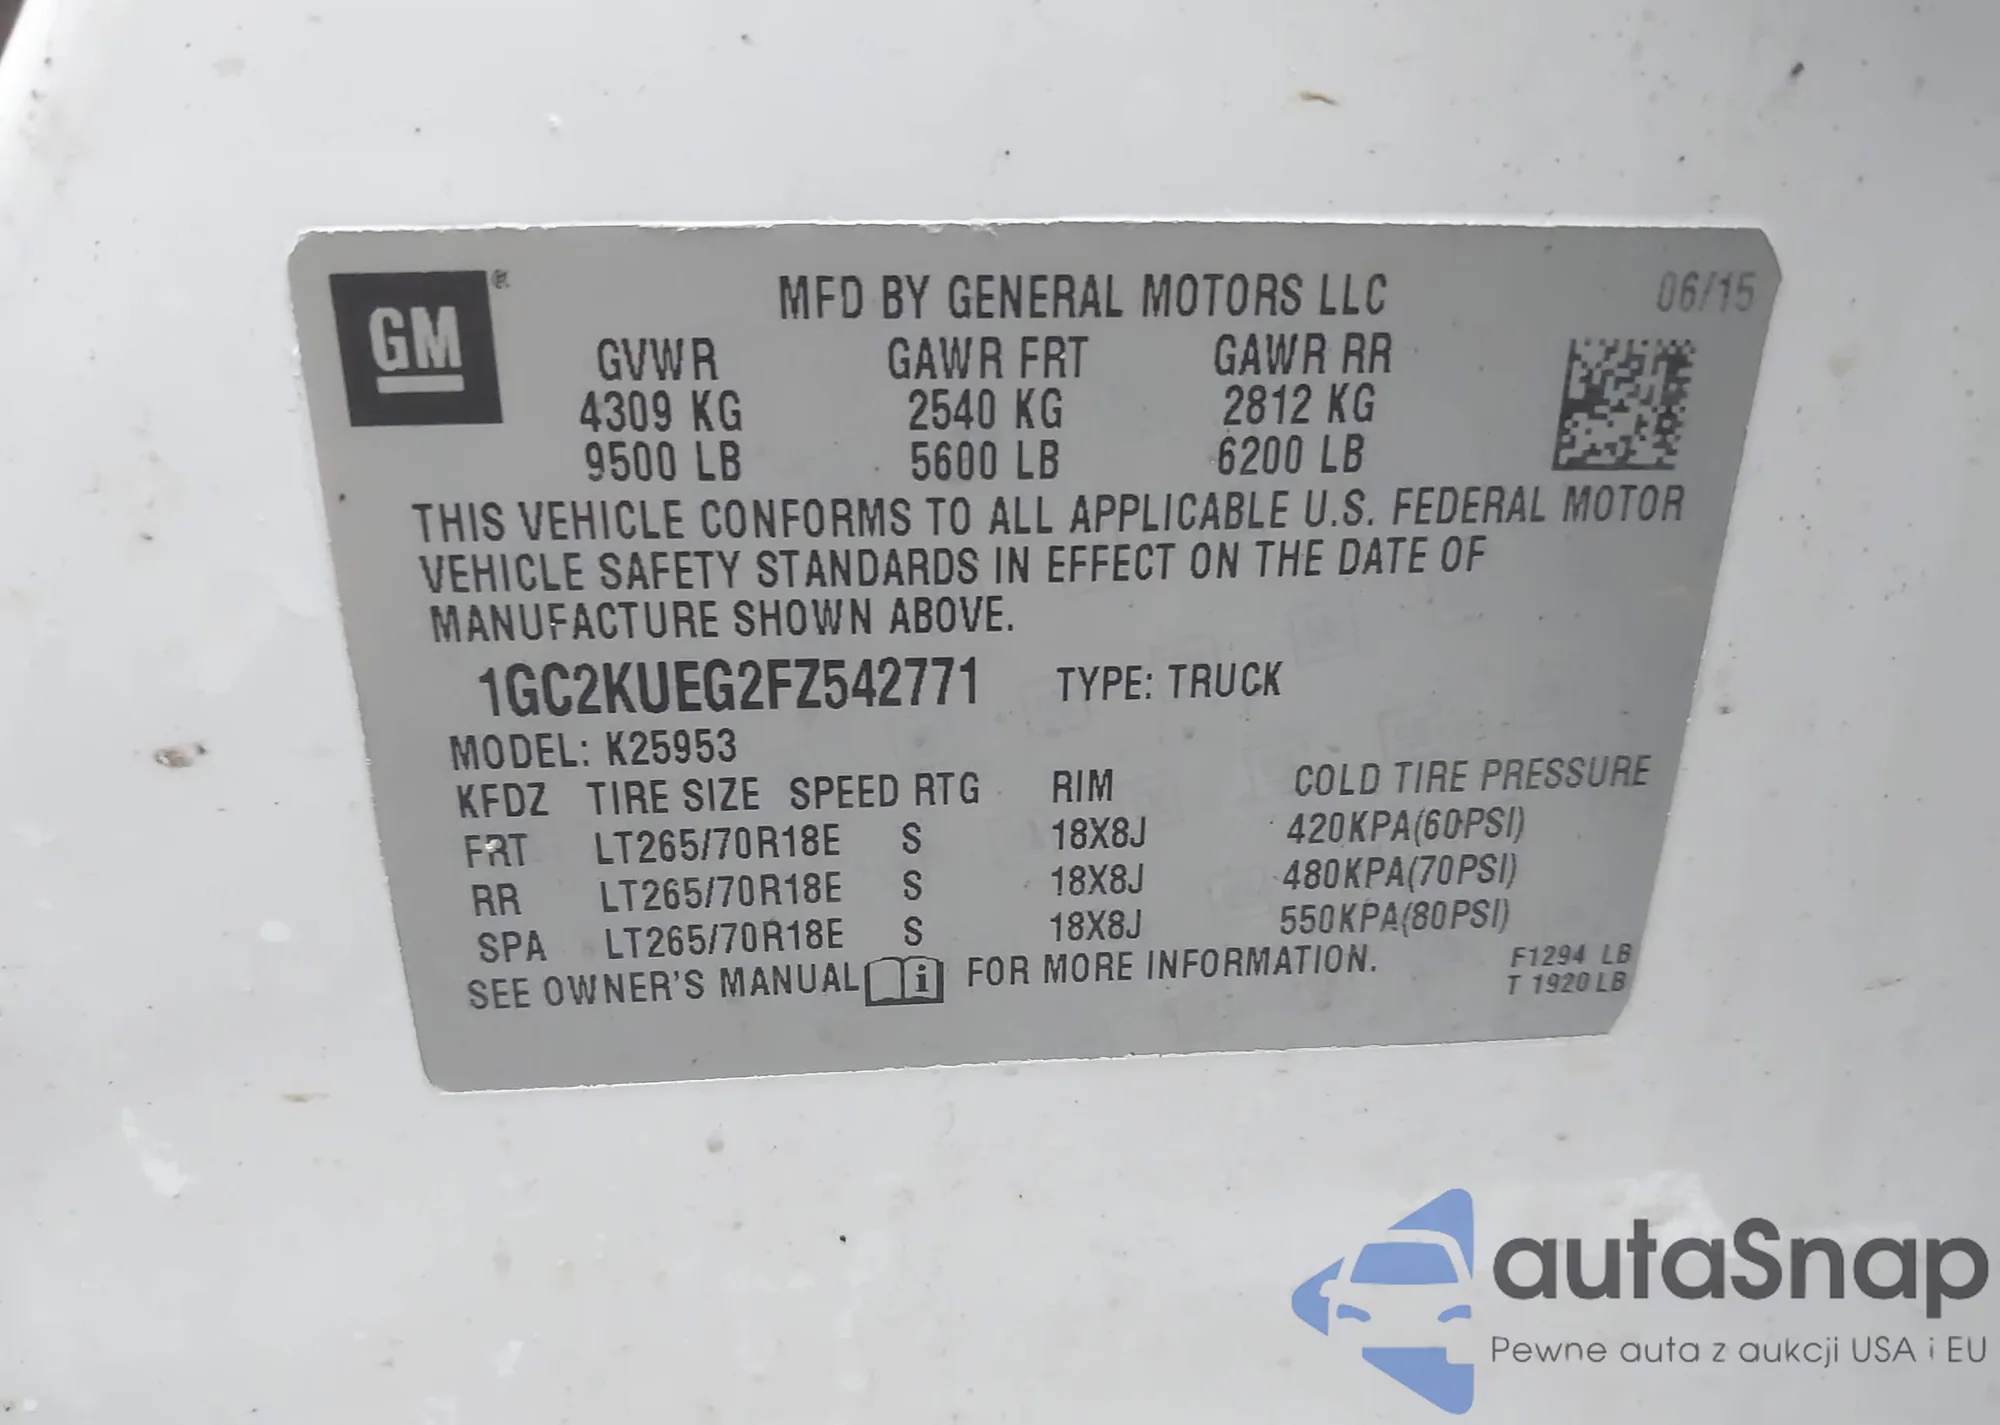 GM ®
MFD BY GENERAL MOTORS LLC 06/15
GVWR GAWR FRT GAWR RR
4309 KG 2540 KG 2812 KG
9500 LB 5600 LB 6200 LB
THIS VEHICLE CONFORMS TO ALL APPLICABLE U.S. FEDERAL MOTOR
VEHICLE SAFETY STANDARDS IN EFFECT ON THE DATE OF
MANUFACTURE SHOWN ABOVE.
1GC2KUEG2FZ542771 TYPE: TRUCK
MODEL: K25953
KFDZ TIRE SIZE SPEED RTG RIM COLD TIRE PRESSURE
FRT LT265/70R18E S 18X8J 420KPA(60PSI)
RR LT265/70R18E S 18X8J 480KPA(70PSI)
SPA LT265/70R18E S 18X8J 550KPA(80PSI)
SEE OWNER'S MANUAL i FOR MORE INFORMATION.
F1294 LB
T 1920 LB
autaSnap
Pewne auta z aukcji USA i EU